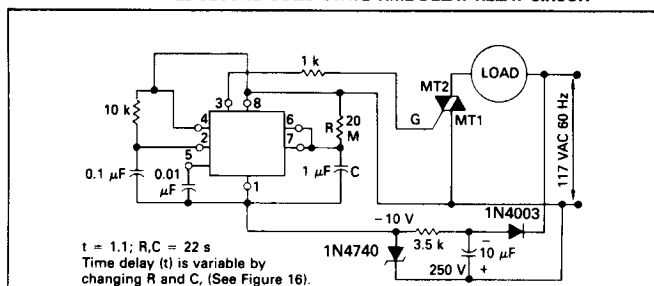 1 k
LOAD
MT2
MT1
G
117 VAC 60 Hz
3
8
10 k
4
2
5
6
7
R
20
M
0.1 μF
0.01
μF
1 μF
C
1
– 10 V
1N4003
1N4740
3.5 k
–
10 μF
250 V
+
t = 1.1; R,C = 22 s
Time delay (t) is variable by
changing R and C, (See Figure 16).